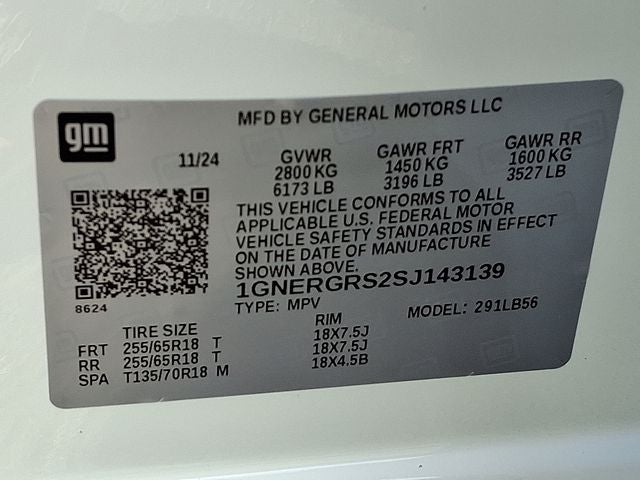 gm
MFD BY GENERAL MOTORS LLC
11/24
GVWR GAWR FRT GAWR RR
2800 KG 1450 KG 1600 KG
6173 LB 3196 LB 3527 LB
THIS VEHICLE CONFORMS TO ALL
APPLICABLE U.S. FEDERAL MOTOR
VEHICLE SAFETY STANDARDS IN EFFECT
ON THE DATE OF MANUFACTURE
SHOWN ABOVE.
1GNERGRS2SJ143139
8624
TYPE: MPV MODEL: 291LB56
TIRE SIZE RIM
FRT 255/65R18 T 18X7.5J
RR 255/65R18 T 18X7.5J
SPA T135/70R18 M 18X4.5B